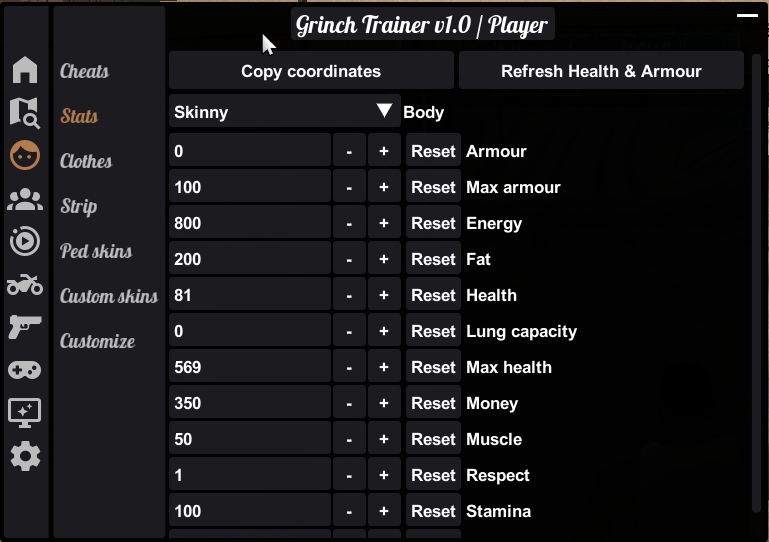 Grinch Trainer v1.0 / Player
Cheats
Stats
Clothes
Strip
Ped skins
Custom skins
Customize
Copy coordinates Refresh Health & Armour
Skinny Body
0 - + Reset Armour
100 - + Reset Max armour
800 - + Reset Energy
200 - + Reset Fat
81 - + Reset Health
0 - + Reset Lung capacity
569 - + Reset Max health
350 - + Reset Money
50 - + Reset Muscle
1 - + Reset Respect
100 - + Reset Stamina